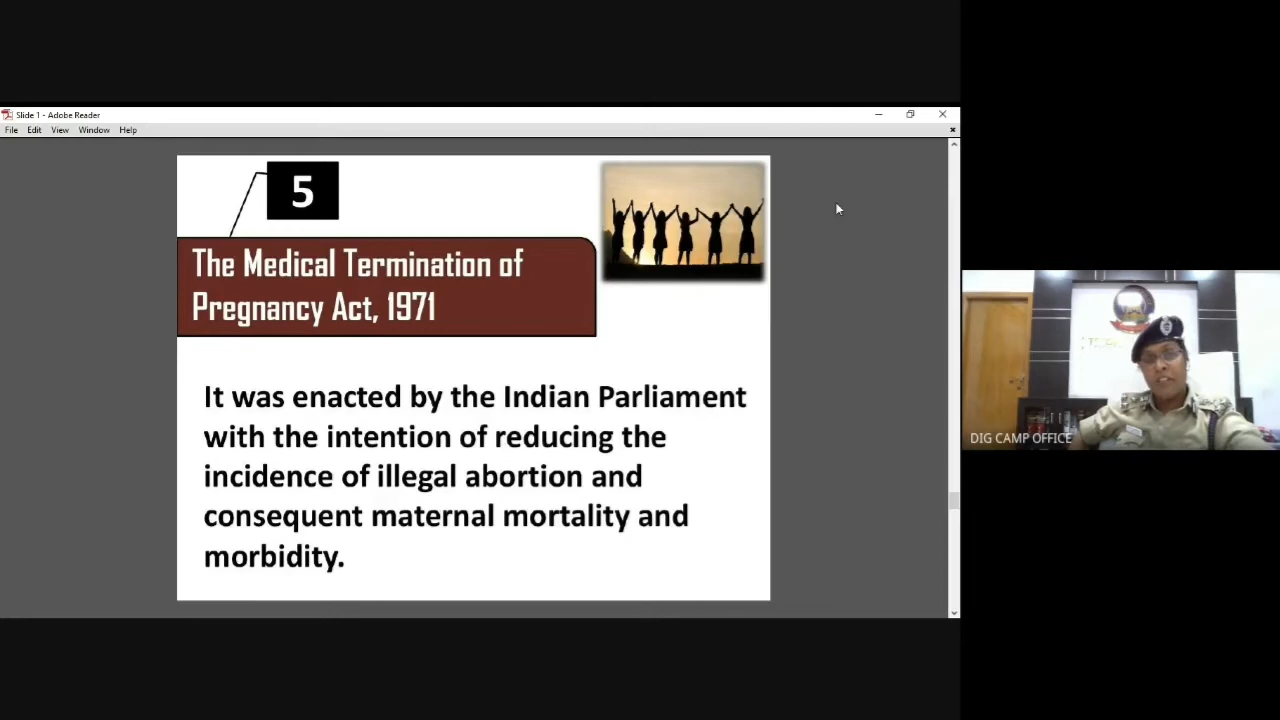 Slide 1 - Adobe Reader
File Edit View Window Help
5
The Medical Termination of
Pregnancy Act, 1971
It was enacted by the Indian Parliament
with the intention of reducing the
incidence of illegal abortion and
consequent maternal mortality and
morbidity.
DIG CAMP OFFICE